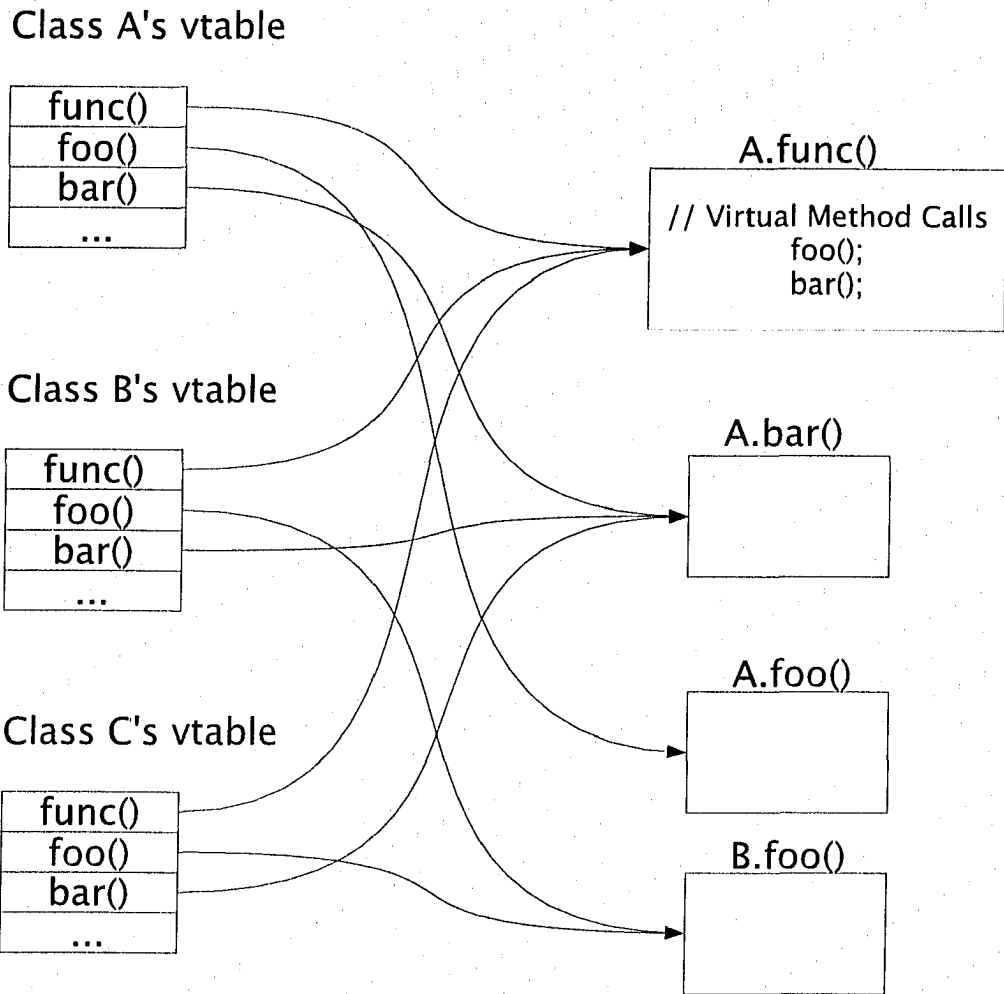 Class A's vtable
func()
foo()
bar()
...
A.func()
// Virtual Method Calls
foo();
bar();
Class B's vtable
func()
foo()
bar()
...
A.bar()
A.foo()
Class C's vtable
func()
foo()
bar()
...
B.foo()